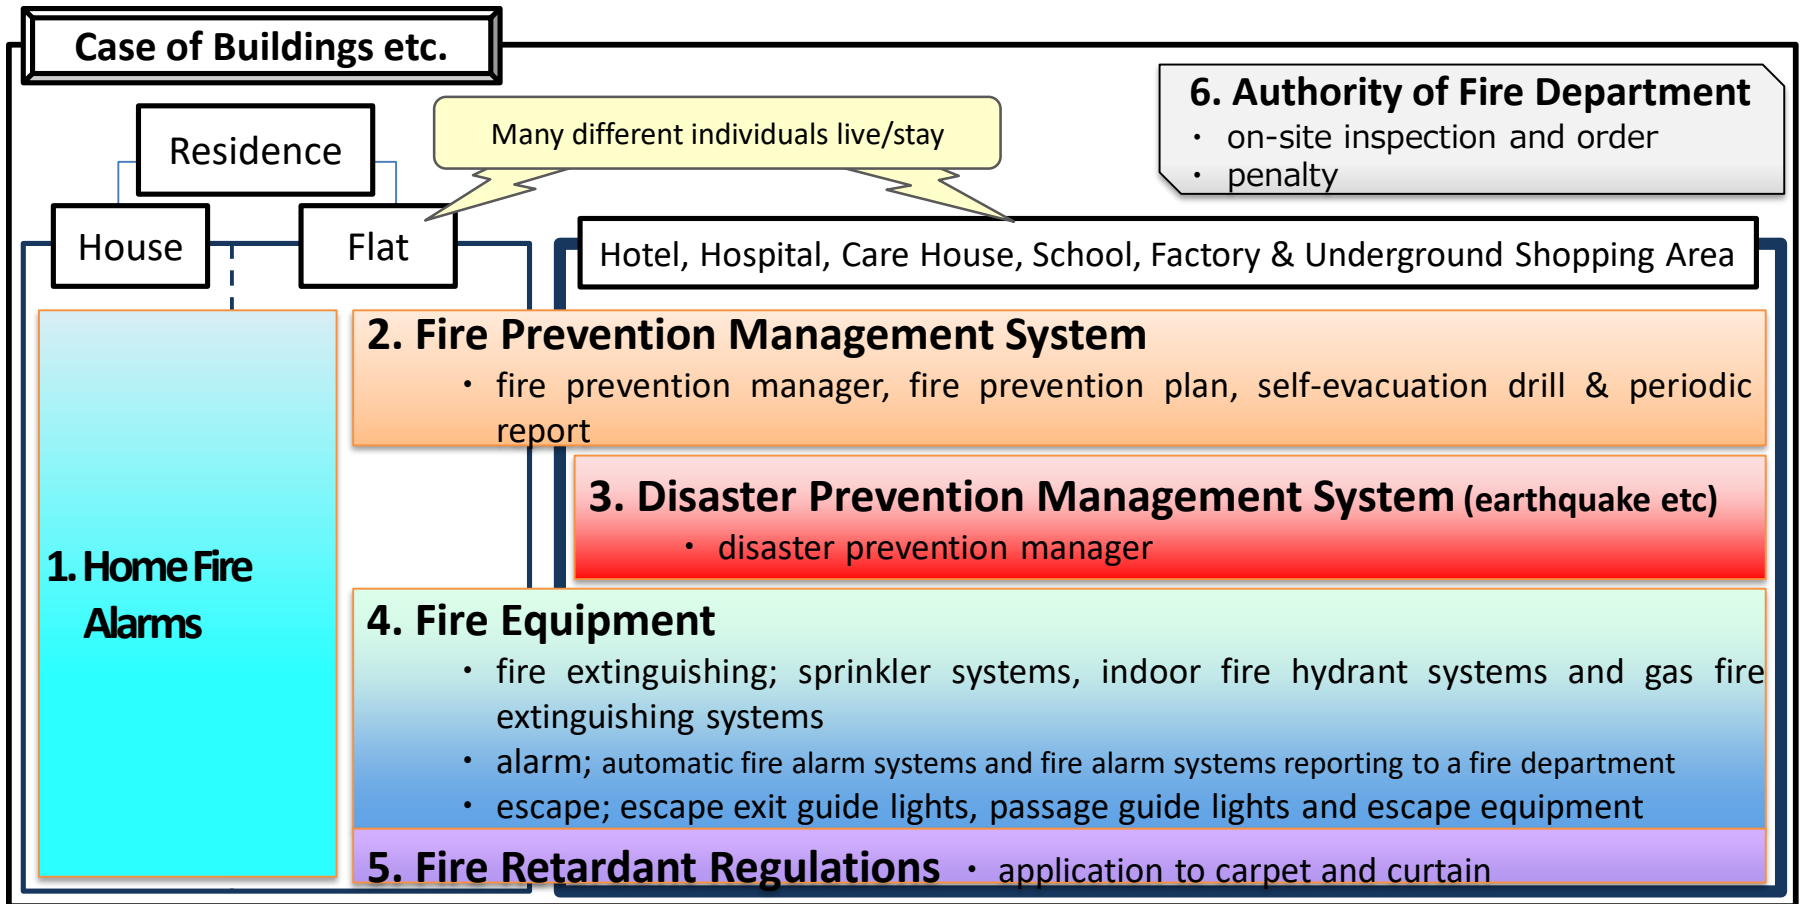 Case of Buildings etc.
6. Authority of Fire Department
・ on-site inspection and order
・ penalty
Many different individuals live/stay
Residence
House
Flat
Hotel, Hospital, Care House, School, Factory & Underground Shopping Area
1. Home Fire
Alarms
2. Fire Prevention Management System
・ fire prevention manager, fire prevention plan, self-evacuation drill & periodic
report
3. Disaster Prevention Management System (earthquake etc)
・ disaster prevention manager
4. Fire Equipment
・ fire extinguishing; sprinkler systems, indoor fire hydrant systems and gas fire
extinguishing systems
・ alarm; automatic fire alarm systems and fire alarm systems reporting to a fire department
・ escape; escape exit guide lights, passage guide lights and escape equipment
5. Fire Retardant Regulations ・ application to carpet and curtain